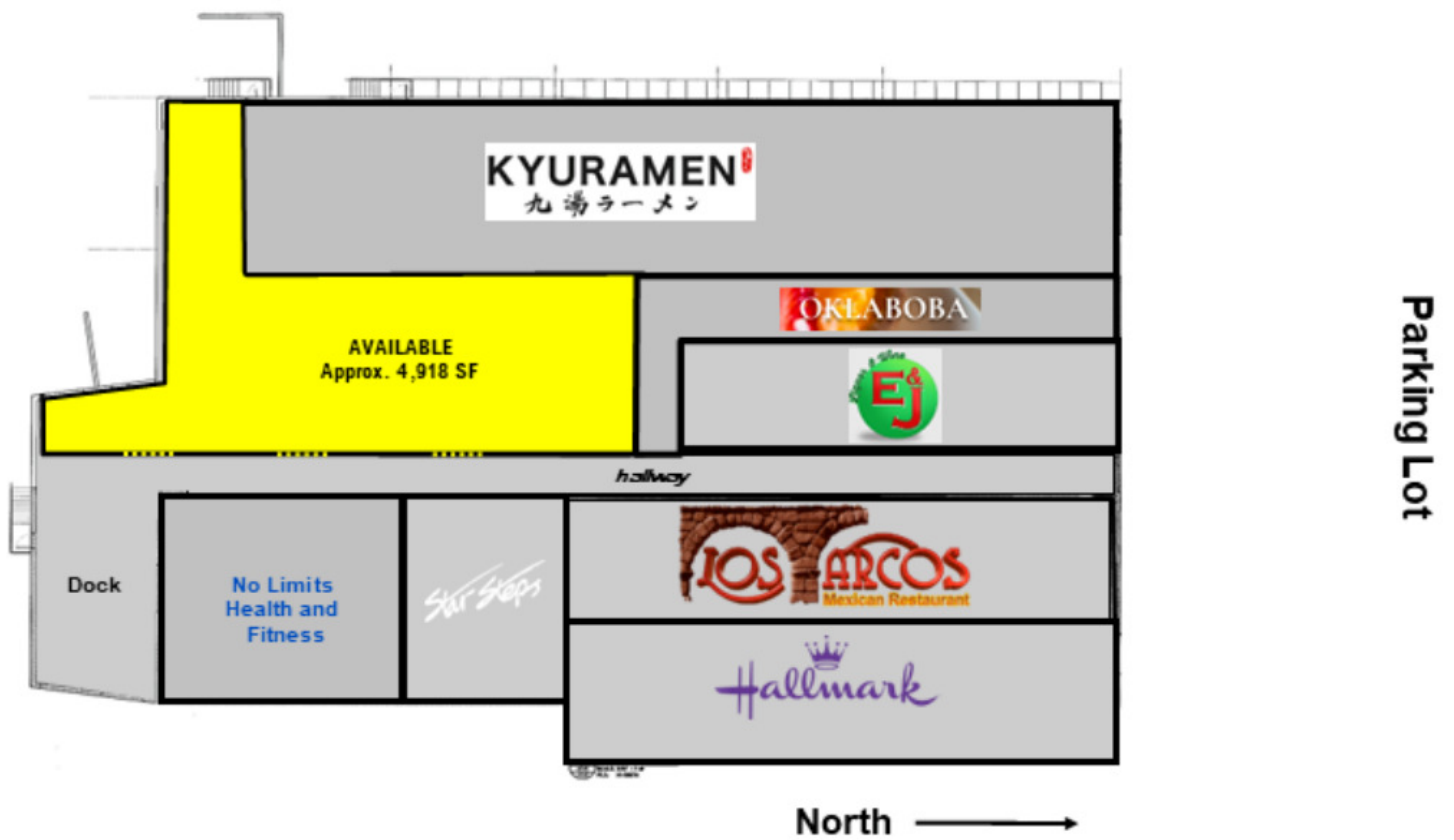 KYURAMEN
九湯ラーメン
OKLABOBA
AVAILABLE
Approx. 4,918 SF
E&J
Parking Lot
hallway
LOS ARCOS
Mexican Restaurant
Dock
No Limits
Health and
Fitness
Star Steps
Hallmark
North